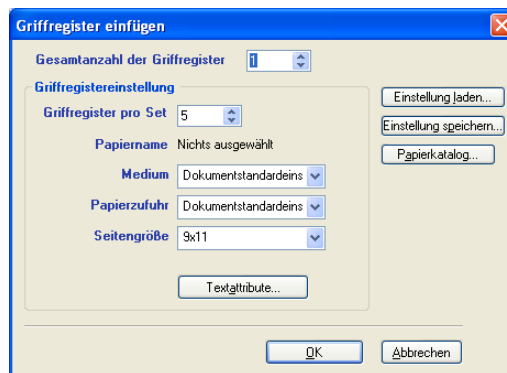 Griffregister einfügen
Gesamtanzahl der Griffregister 1
Griffregistereinstellung
Griffregister pro Set 5
Papiername Nichts ausgewählt
Medium Dokumentstandardeins
Papierzufuhr Dokumentstandardeins
Seitengröße 9x11
Textattribute...
Einstellung laden...
Einstellung speichern...
Papierkatalog...
OK Abbrechen